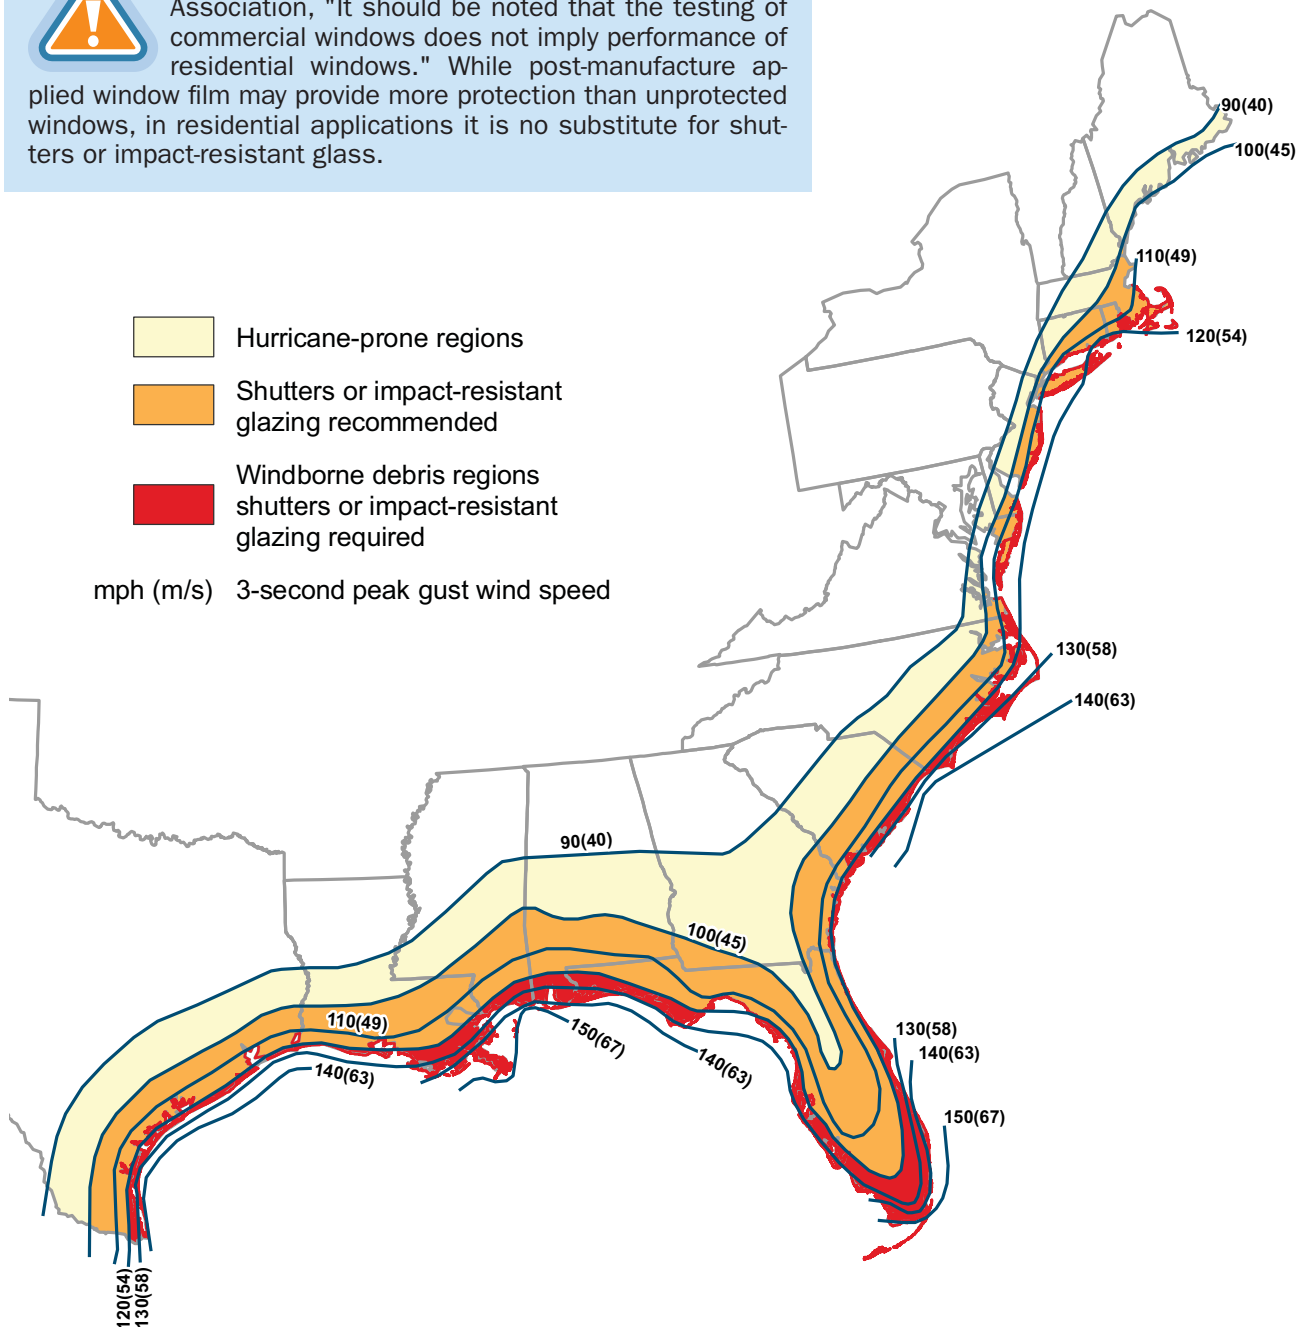 Association, "It should be noted that the testing of
commercial windows does not imply performance of
residential windows." While post-manufacture ap-
plied window film may provide more protection than unprotected
windows, in residential applications it is no substitute for shut-
ters or impact-resistant glass.
90(40)
100(45)
110(49)
120(54)
Hurricane-prone regions
Shutters or impact-resistant
glazing recommended
Windborne debris regions
shutters or impact-resistant
glazing required
mph (m/s) 3-second peak gust wind speed
130(58)
140(63)
90(40)
100(45)
110(49)
150(67)
140(63)
140(63)
130(58)
140(63)
150(67)
120(54)
130(58)